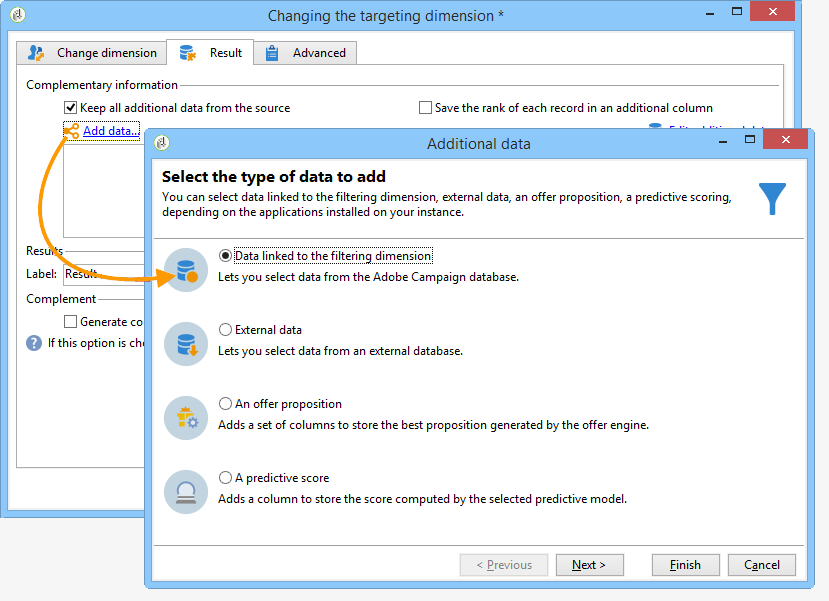 Changing the targeting dimension *
Change dimension Result Advanced
Complementary information
Keep all additional data from the source Save the rank of each record in an additional column
Add data...
Results
Label: Result
Complement
Generate co
If this option is che
Additional data
Select the type of data to add
You can select data linked to the filtering dimension, external data, an offer proposition, a predictive scoring,
depending on the applications installed on your instance.
Data linked to the filtering dimension
Lets you select data from the Adobe Campaign database.
External data
Lets you select data from an external database.
An offer proposition
Adds a set of columns to store the best proposition generated by the offer engine.
A predictive score
Adds a column to store the score computed by the selected predictive model.
< Previous Next > Finish Cancel